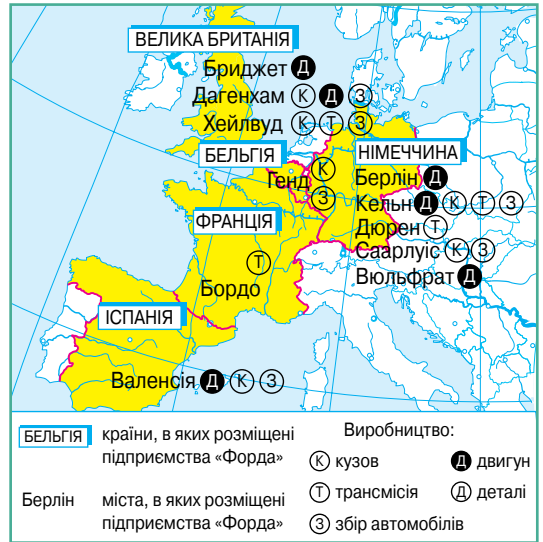 ВЕЛИКА БРИТАНІЯ
Бриджет Д
Дагенхам К Д З
Хейлвуд К Т З
БЕЛЬГІЯ
Генд К
З
НІМЕЧЧИНА
Берлін Д
Кельн Д К Т З
Дюрен Т
Саарлуіс К З
Вюльфрат Д
ФРАНЦІЯ
Т
Бордо
ІСПАНІЯ
Валенсія Д К З
БЕЛЬГІЯ країни, в яких розміщені
підприємства «Форда»
Берлін міста, в яких розміщені
підприємства «Форда»
Виробництво:
К кузов Д двигун
Т трансмісія Д деталі
З збір автомобілів